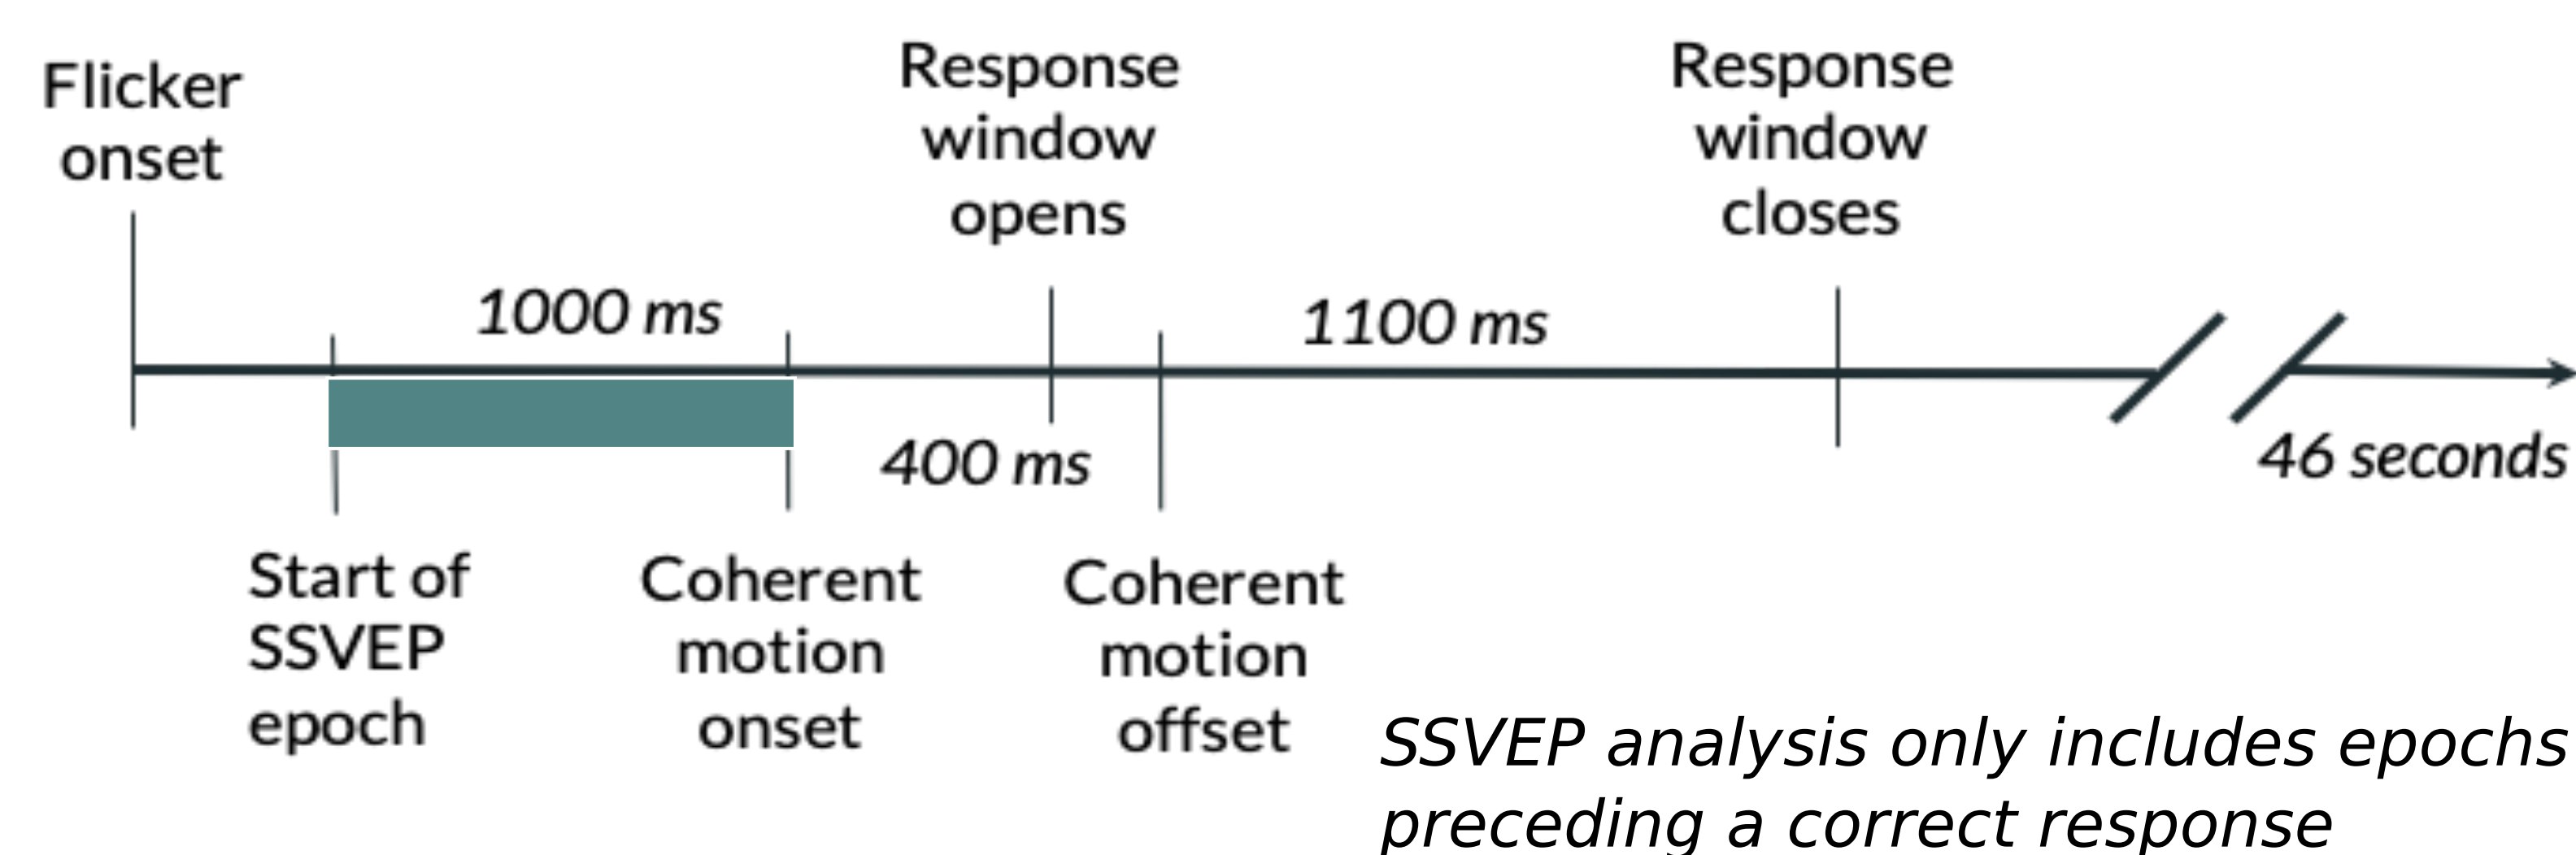 Flicker
onset
Response
window
opens
Response
window
closes
1000 ms
1100 ms
400 ms
46 seconds
Start of
SSVEP
epoch
Coherent
motion
onset
Coherent
motion
offset
SSVEP analysis only includes epochs
preceding a correct response